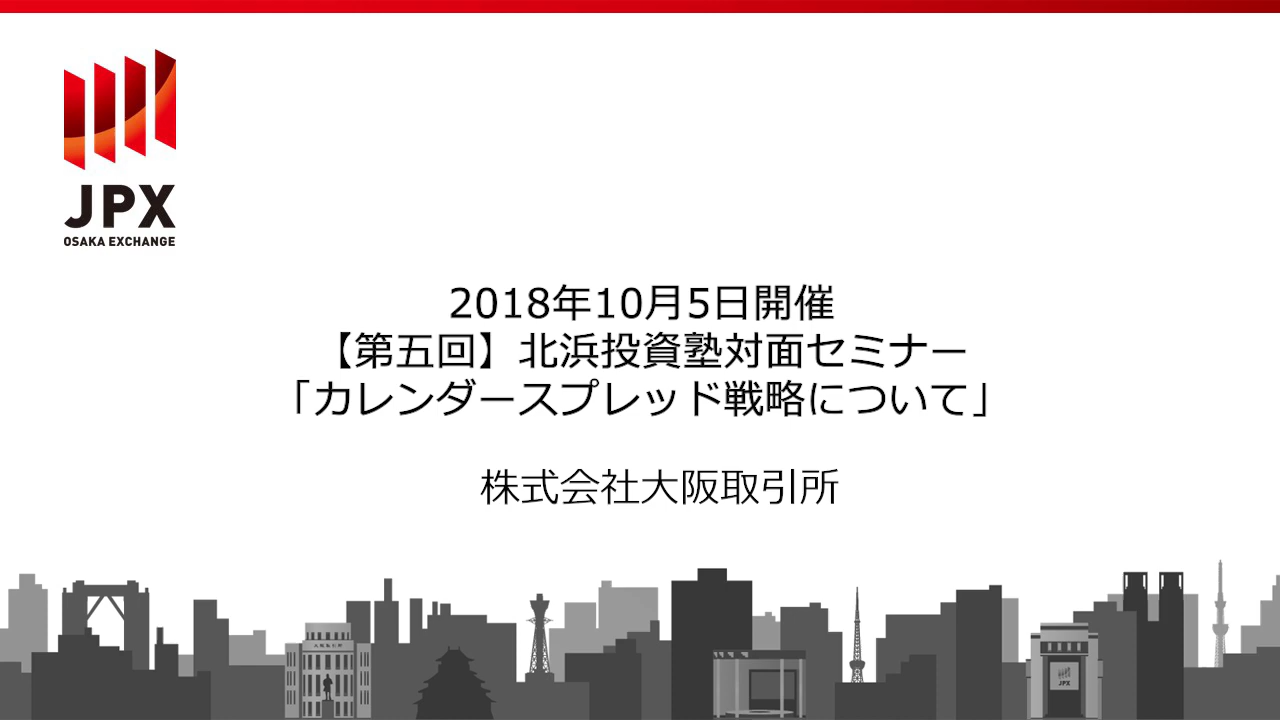 JPX
OSAKA EXCHANGE
2018年10月5日開催
【第五回】北浜投資塾対面セミナー
「カレンダースプレッド戦略について」
株式会社大阪取引所
JPX